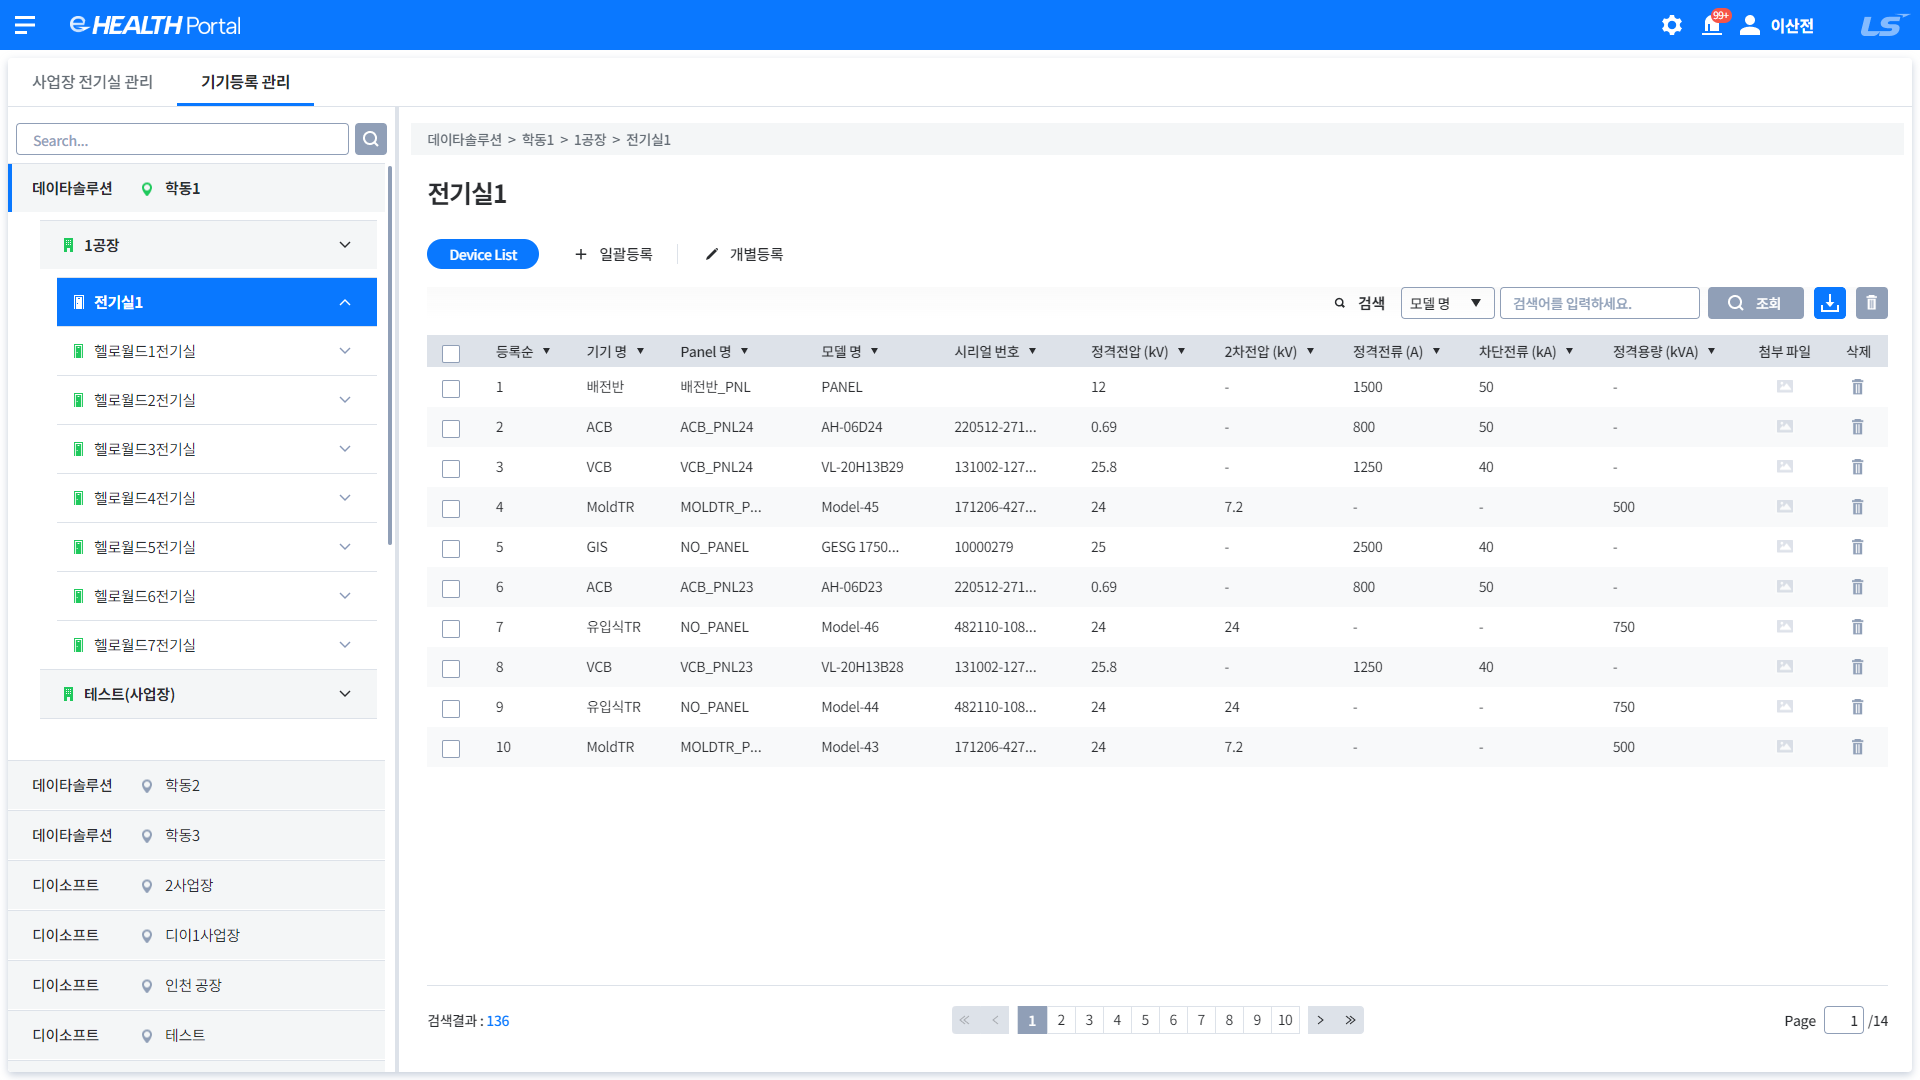 e HEALTH Portal
99+
이산전
LS
사업장 전기실 관리
기기등록 관리
Search...
데이타솔루션 학동1
1공장
전기실1
헬로월드1전기실
헬로월드2전기실
헬로월드3전기실
헬로월드4전기실
헬로월드5전기실
헬로월드6전기실
헬로월드7전기실
테스트(사업장)
데이타솔루션 학동2
데이타솔루션 학동3
디이소프트 2사업장
디이소프트 디이1사업장
디이소프트 인천 공장
디이소프트 테스트
데이타솔루션 > 학동1 > 1공장 > 전기실1
전기실1
Device List + 일괄등록 개별등록
검색 모델 명 ▼ 검색어를 입력하세요. 조회
등록순 ▼ 기기 명 ▼ Panel 명 ▼ 모델 명 ▼ 시리얼 번호 ▼ 정격전압 (kV) ▼ 2차전압 (kV) ▼ 정격전류 (A) ▼ 차단전류 (kA) ▼ 정격용량 (kVA) ▼ 첨부 파일 삭제
1 배전반 배전반_PNL PANEL 12 - 1500 50 -
2 ACB ACB_PNL24 AH-06D24 220512-271... 0.69 - 800 50 -
3 VCB VCB_PNL24 VL-20H13B29 131002-127... 25.8 - 1250 40 -
4 MoldTR MOLDTR_P... Model-45 171206-427... 24 7.2 - - 500
5 GIS NO_PANEL GESG 1750... 10000279 25 - 2500 40 -
6 ACB ACB_PNL23 AH-06D23 220512-271... 0.69 - 800 50 -
7 유입식TR NO_PANEL Model-46 482110-108... 24 24 - - 750
8 VCB VCB_PNL23 VL-20H13B28 131002-127... 25.8 - 1250 40 -
9 유입식TR NO_PANEL Model-44 482110-108... 24 24 - - 750
10 MoldTR MOLDTR_P... Model-43 171206-427... 24 7.2 - - 500
검색결과 : 136
« < 1 2 3 4 5 6 7 8 9 10 > »
Page 1 /14